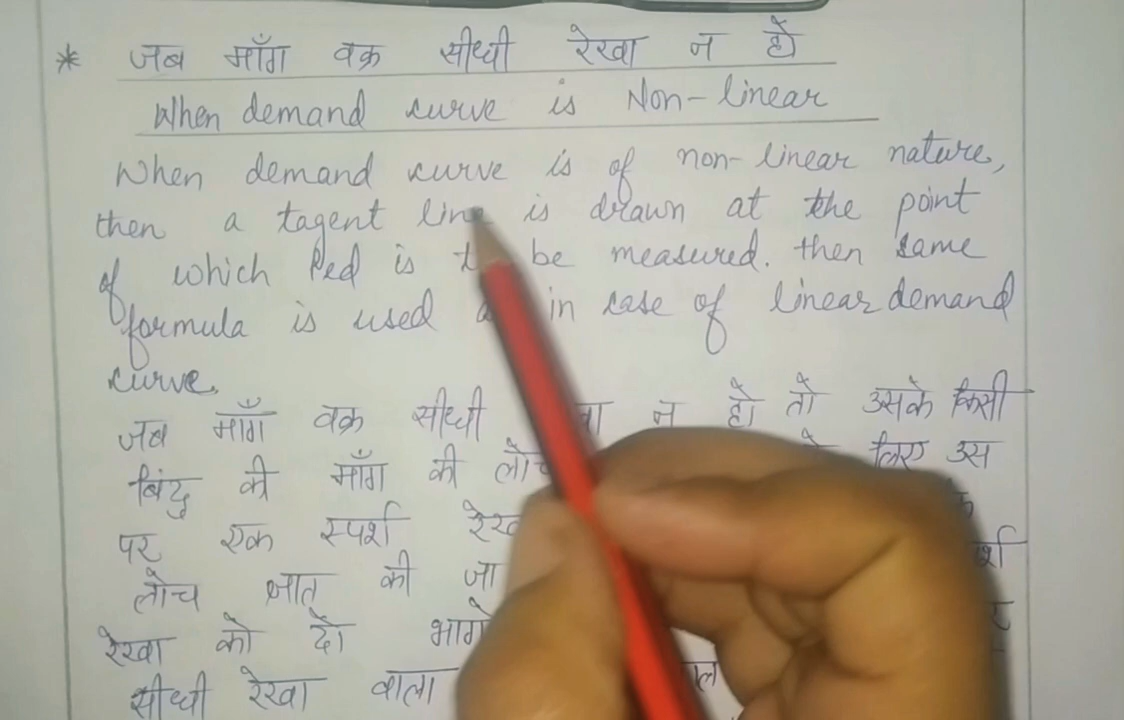 * जब माँग वक्र सीधी रेखा न हो
When demand curve is Non-linear
When demand curve is of non-linear nature,
then a tagent line is drawn at the point
of which Ped is be measured. then same
formula is used in case of linear demand
curve.
जब माँग वक्र सीधी न हो तो उसके किसी
बिंदु की माँग की लिए उस
पर एक स्पर्श
लोच ज्ञात की जा
रेखा को दो
सीधी रेखा वाला